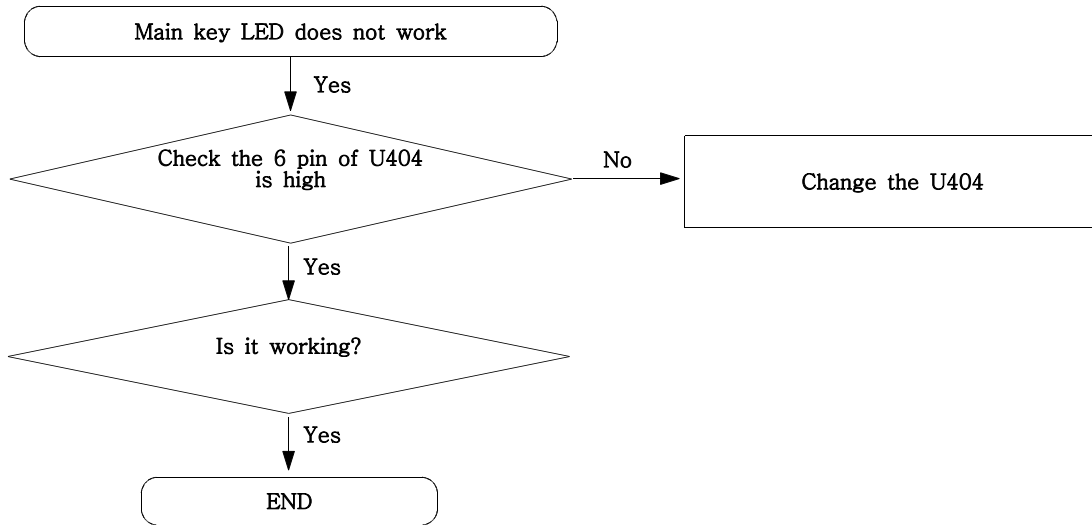 Main key LED does not work
Yes
Check the 6 pin of U404
is high
No
Change the U404
Yes
Is it working?
Yes
END